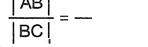 |AB|
|BC| = —